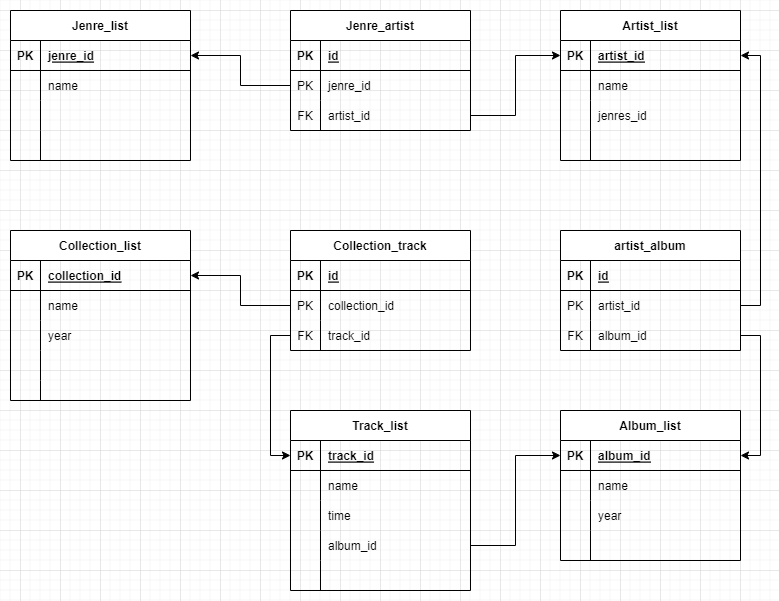 Jenre_list
PK jenre_id
name
Jenre_artist
PK id
PK jenre_id
FK artist_id
Artist_list
PK artist_id
name
jenres_id
Collection_list
PK collection_id
name
year
Collection_track
PK id
PK collection_id
FK track_id
artist_album
PK id
PK artist_id
FK album_id
Track_list
PK track_id
name
time
album_id
Album_list
PK album_id
name
year